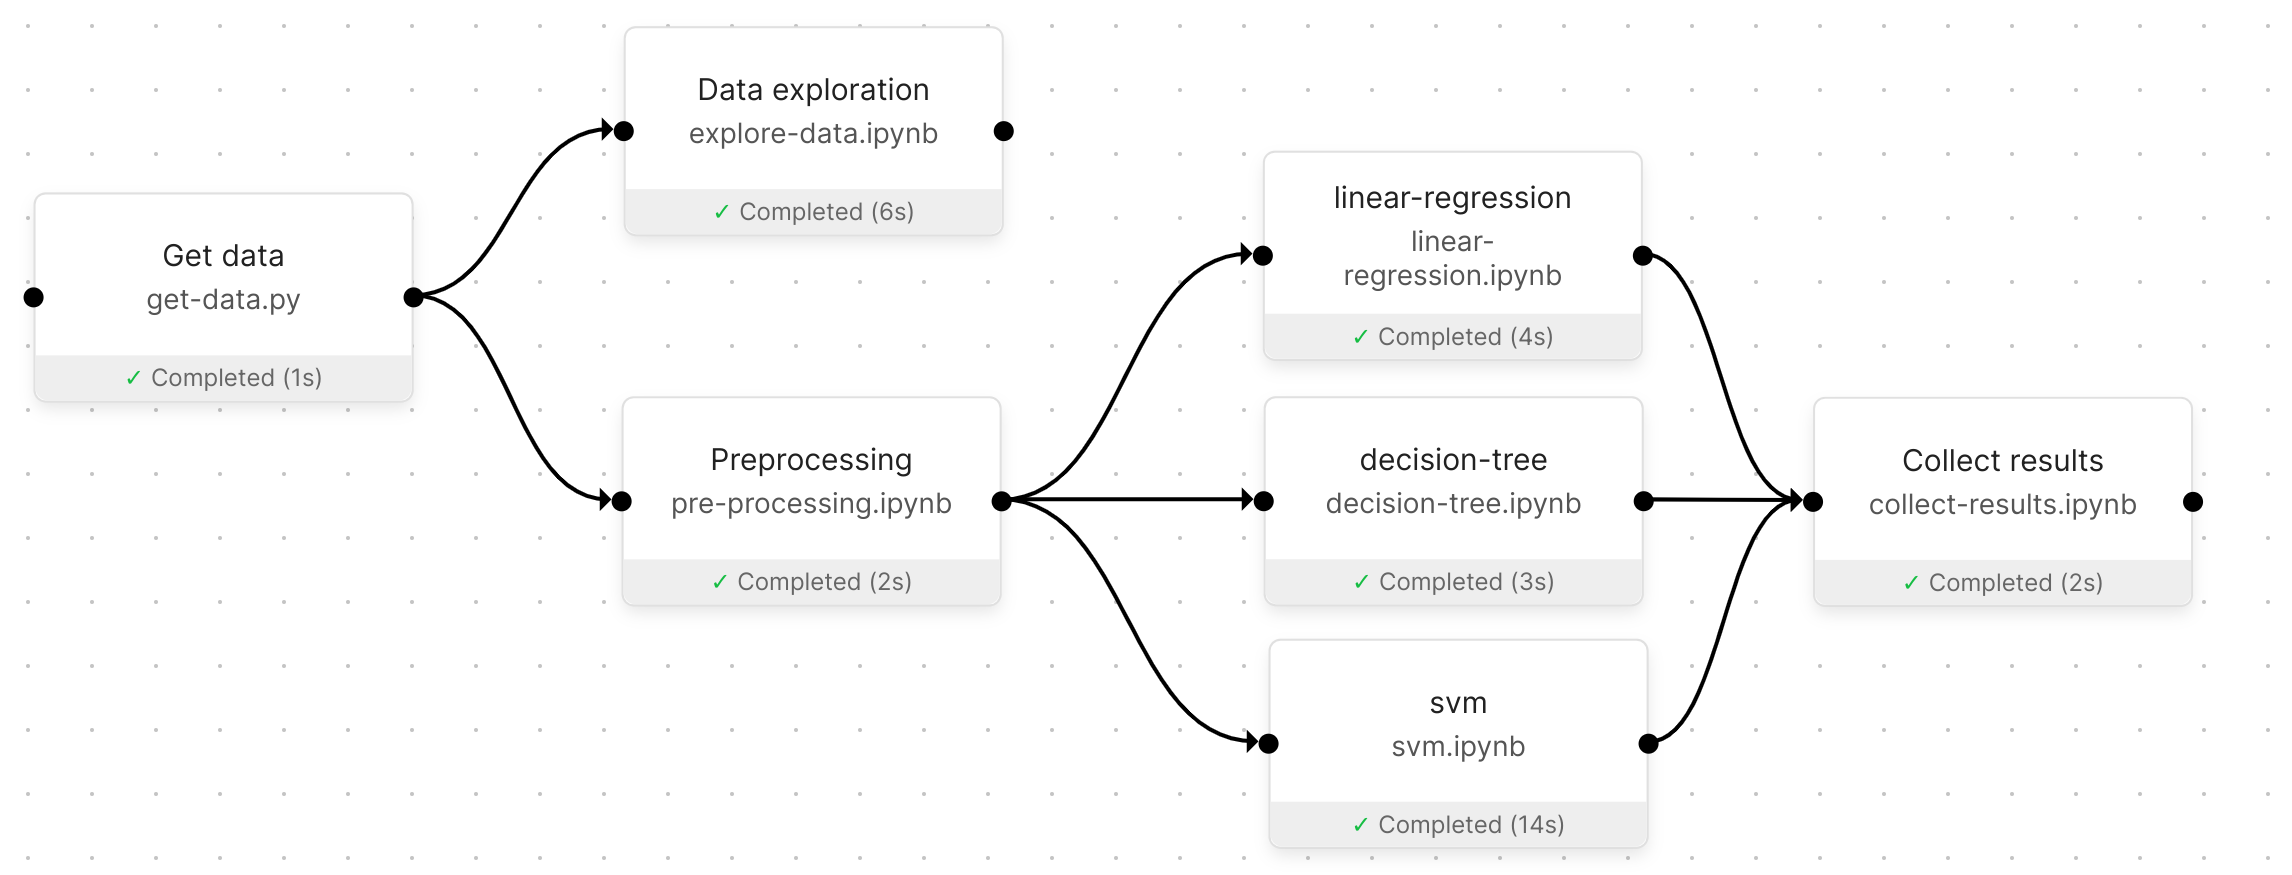 Data exploration
explore-data.ipynb
✓ Completed (6s)
Get data
get-data.py
✓ Completed (1s)
Preprocessing
pre-processing.ipynb
✓ Completed (2s)
linear-regression
linear-
regression.ipynb
✓ Completed (4s)
decision-tree
decision-tree.ipynb
✓ Completed (3s)
svm
svm.ipynb
✓ Completed (14s)
Collect results
collect-results.ipynb
✓ Completed (2s)